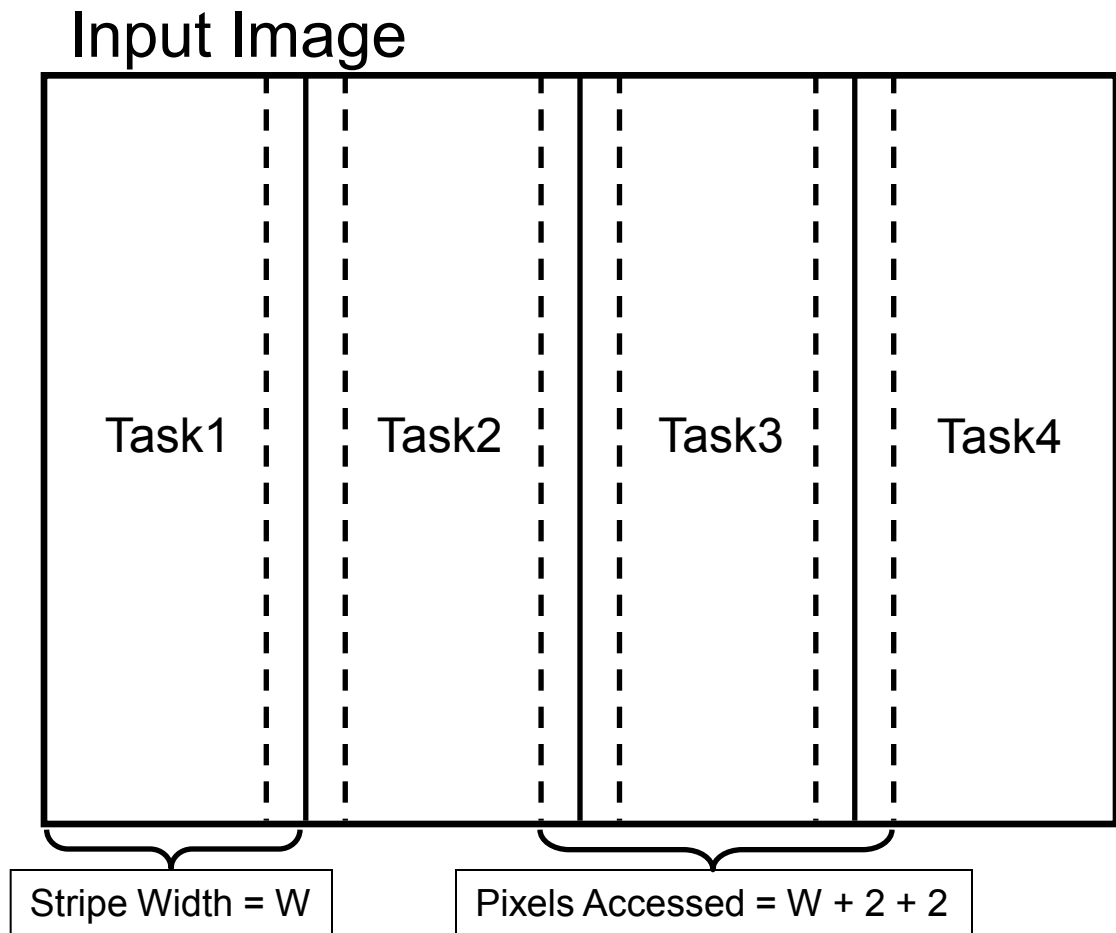 Input Image
Task1
Task2
Task3
Task4
Stripe Width = W
Pixels Accessed = W + 2 + 2